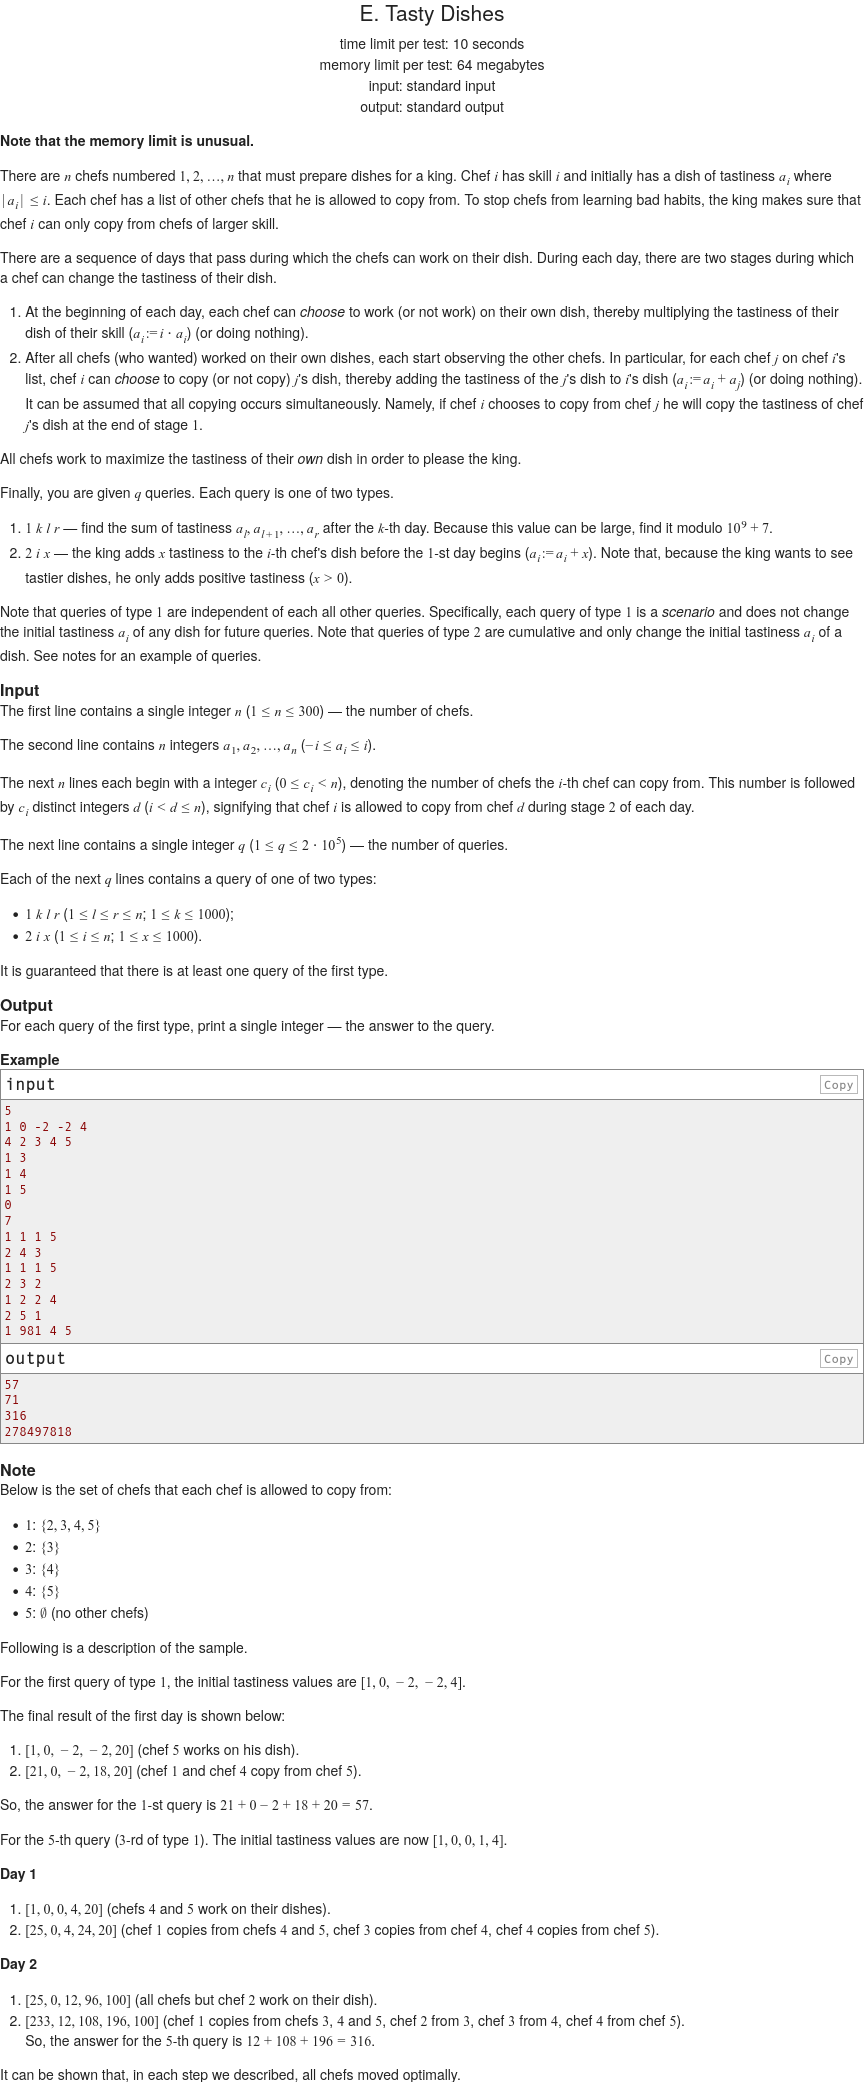 E. Tasty Dishes
time limit per test: 10 seconds
memory limit per test: 64 megabytes
input: standard input
output: standard output
Note that the memory limit is unusual.
There are n chefs numbered 1, 2, …, n that must prepare dishes for a king. Chef i has skill i and initially has a dish of tastiness a_i where
|a_i| ≤ i. Each chef has a list of other chefs that he is allowed to copy from. To stop chefs from learning bad habits, the king makes sure that
chef i can only copy from chefs of larger skill.
There are a sequence of days that pass during which the chefs can work on their dish. During each day, there are two stages during which
a chef can change the tastiness of their dish.
1. At the beginning of each day, each chef can choose to work (or not work) on their own dish, thereby multiplying the tastiness of their
dish of their skill (a_i := i · a_i) (or doing nothing).
2. After all chefs (who wanted) worked on their own dishes, each start observing the other chefs. In particular, for each chef j on chef i's
list, chef i can choose to copy (or not copy) j's dish, thereby adding the tastiness of the j's dish to i's dish (a_i := a_i + a_j) (or doing nothing).
It can be assumed that all copying occurs simultaneously. Namely, if chef i chooses to copy from chef j he will copy the tastiness of chef
j's dish at the end of stage 1.
All chefs work to maximize the tastiness of their own dish in order to please the king.
Finally, you are given q queries. Each query is one of two types.
1. 1 k l r — find the sum of tastiness a_l, a_{l+1}, …, a_r after the k-th day. Because this value can be large, find it modulo 10^9 + 7.
2. 2 i x — the king adds x tastiness to the i-th chef's dish before the 1-st day begins (a_i := a_i + x). Note that, because the king wants to see
tastier dishes, he only adds positive tastiness (x > 0).
Note that queries of type 1 are independent of each all other queries. Specifically, each query of type 1 is a scenario and does not change
the initial tastiness a_i of any dish for future queries. Note that queries of type 2 are cumulative and only change the initial tastiness a_i of a
dish. See notes for an example of queries.
Input
The first line contains a single integer n (1 ≤ n ≤ 300) — the number of chefs.
The second line contains n integers a_1, a_2, …, a_n (−i ≤ a_i ≤ i).
The next n lines each begin with a integer c_i (0 ≤ c_i < n), denoting the number of chefs the i-th chef can copy from. This number is followed
by c_i distinct integers d (i < d ≤ n), signifying that chef i is allowed to copy from chef d during stage 2 of each day.
The next line contains a single integer q (1 ≤ q ≤ 2 · 10^5) — the number of queries.
Each of the next q lines contains a query of one of two types:
• 1 k l r (1 ≤ l ≤ r ≤ n; 1 ≤ k ≤ 1000);
• 2 i x (1 ≤ i ≤ n; 1 ≤ x ≤ 1000).
It is guaranteed that there is at least one query of the first type.
Output
For each query of the first type, print a single integer — the answer to the query.
Example
input
Copy
5
1 0 -2 -2 4
4 2 3 4 5
1 3
1 4
1 5
0
7
1 1 1 5
2 4 3
1 1 1 5
2 3 2
1 2 2 4
2 5 1
1 981 4 5
output
Copy
57
71
316
278497818
Note
Below is the set of chefs that each chef is allowed to copy from:
• 1: {2, 3, 4, 5}
• 2: {3}
• 3: {4}
• 4: {5}
• 5: ∅ (no other chefs)
Following is a description of the sample.
For the first query of type 1, the initial tastiness values are [1, 0, −2, −2, 4].
The final result of the first day is shown below:
1. [1, 0, −2, −2, 20] (chef 5 works on his dish).
2. [21, 0, −2, 18, 20] (chef 1 and chef 4 copy from chef 5).
So, the answer for the 1-st query is 21 + 0 − 2 + 18 + 20 = 57.
For the 5-th query (3-rd of type 1). The initial tastiness values are now [1, 0, 0, 1, 4].
Day 1
1. [1, 0, 0, 4, 20] (chefs 4 and 5 work on their dishes).
2. [25, 0, 4, 24, 20] (chef 1 copies from chefs 4 and 5, chef 3 copies from chef 4, chef 4 copies from chef 5).
Day 2
1. [25, 0, 12, 96, 100] (all chefs but chef 2 work on their dish).
2. [233, 12, 108, 196, 100] (chef 1 copies from chefs 3, 4 and 5, chef 2 from 3, chef 3 from 4, chef 4 from chef 5).
So, the answer for the 5-th query is 12 + 108 + 196 = 316.
It can be shown that, in each step we described, all chefs moved optimally.